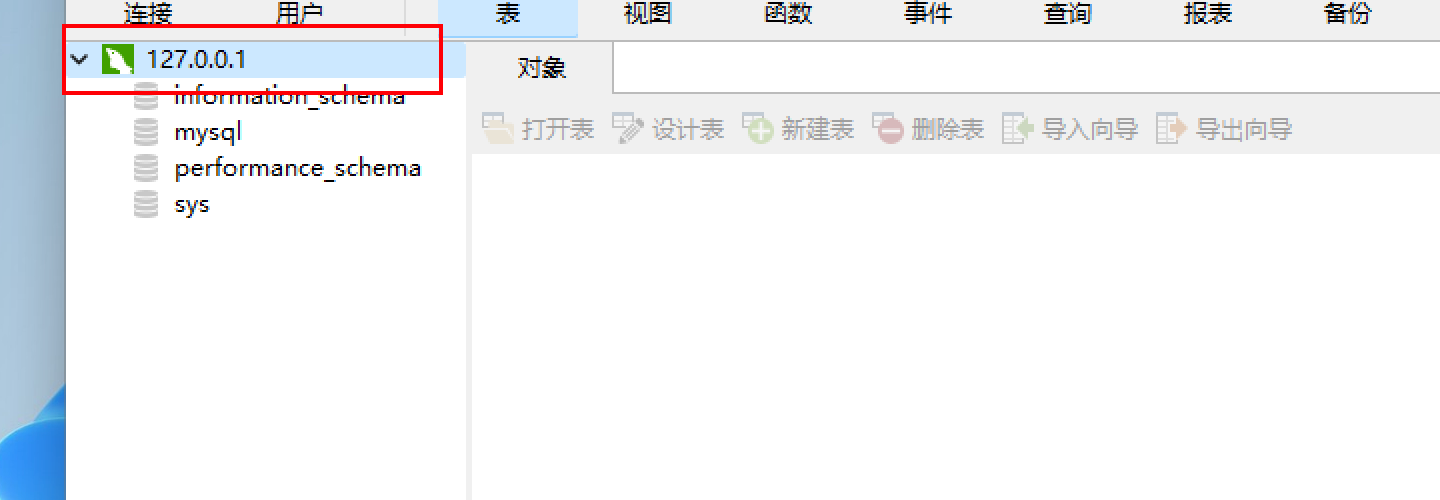 连接 用户 表 视图 函数 事件 查询 报表 备份
127.0.0.1
information_schema
mysql
performance_schema
sys
对象
打开表 设计表 新建表 删除表 导入向导 导出向导